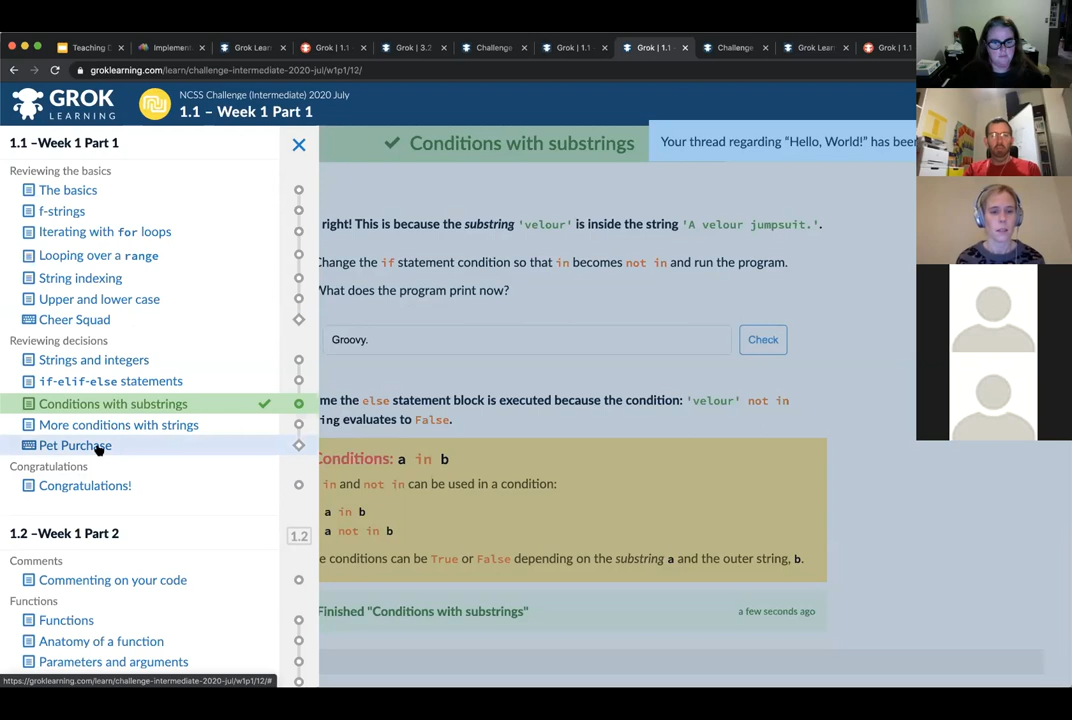 Teaching D
Implement
Grok Lear
Grok | 1.1 -
Grok | 3.2
Challenge
Grok | 1.1 -
Grok | 1.1
Challenge
Grok Lear
Grok | 1.1
groklearning.com/learn/challenge-intermediate-2020-jul/w1p1/12/
GROK
LEARNING
NCSS Challenge (Intermediate) 2020 July
1.1 – Week 1 Part 1
1.1 –Week 1 Part 1
Reviewing the basics
The basics
f-strings
Iterating with for loops
Looping over a range
String indexing
Upper and lower case
Cheer Squad
Reviewing decisions
Strings and integers
if-elif-else statements
Conditions with substrings
More conditions with strings
Pet Purchase
Congratulations
Congratulations!
1.2 –Week 1 Part 2
1.2
Comments
Commenting on your code
Functions
Functions
Anatomy of a function
Parameters and arguments
https://groklearning.com/learn/challenge-intermediate-2020-jul/w1p1/12/#
Conditions with substrings
Your thread regarding “Hello, World!” has been
right! This is because the substring 'velour' is inside the string 'A velour jumpsuit.'.
Change the if statement condition so that in becomes not in and run the program.
What does the program print now?
Groovy.
Check
me the else statement block is executed because the condition: 'velour' not in
ing evaluates to False.
Conditions: a in b
in and not in can be used in a condition:
a in b
a not in b
e conditions can be True or False depending on the substring a and the outer string, b.
Finished "Conditions with substrings"
a few seconds ago